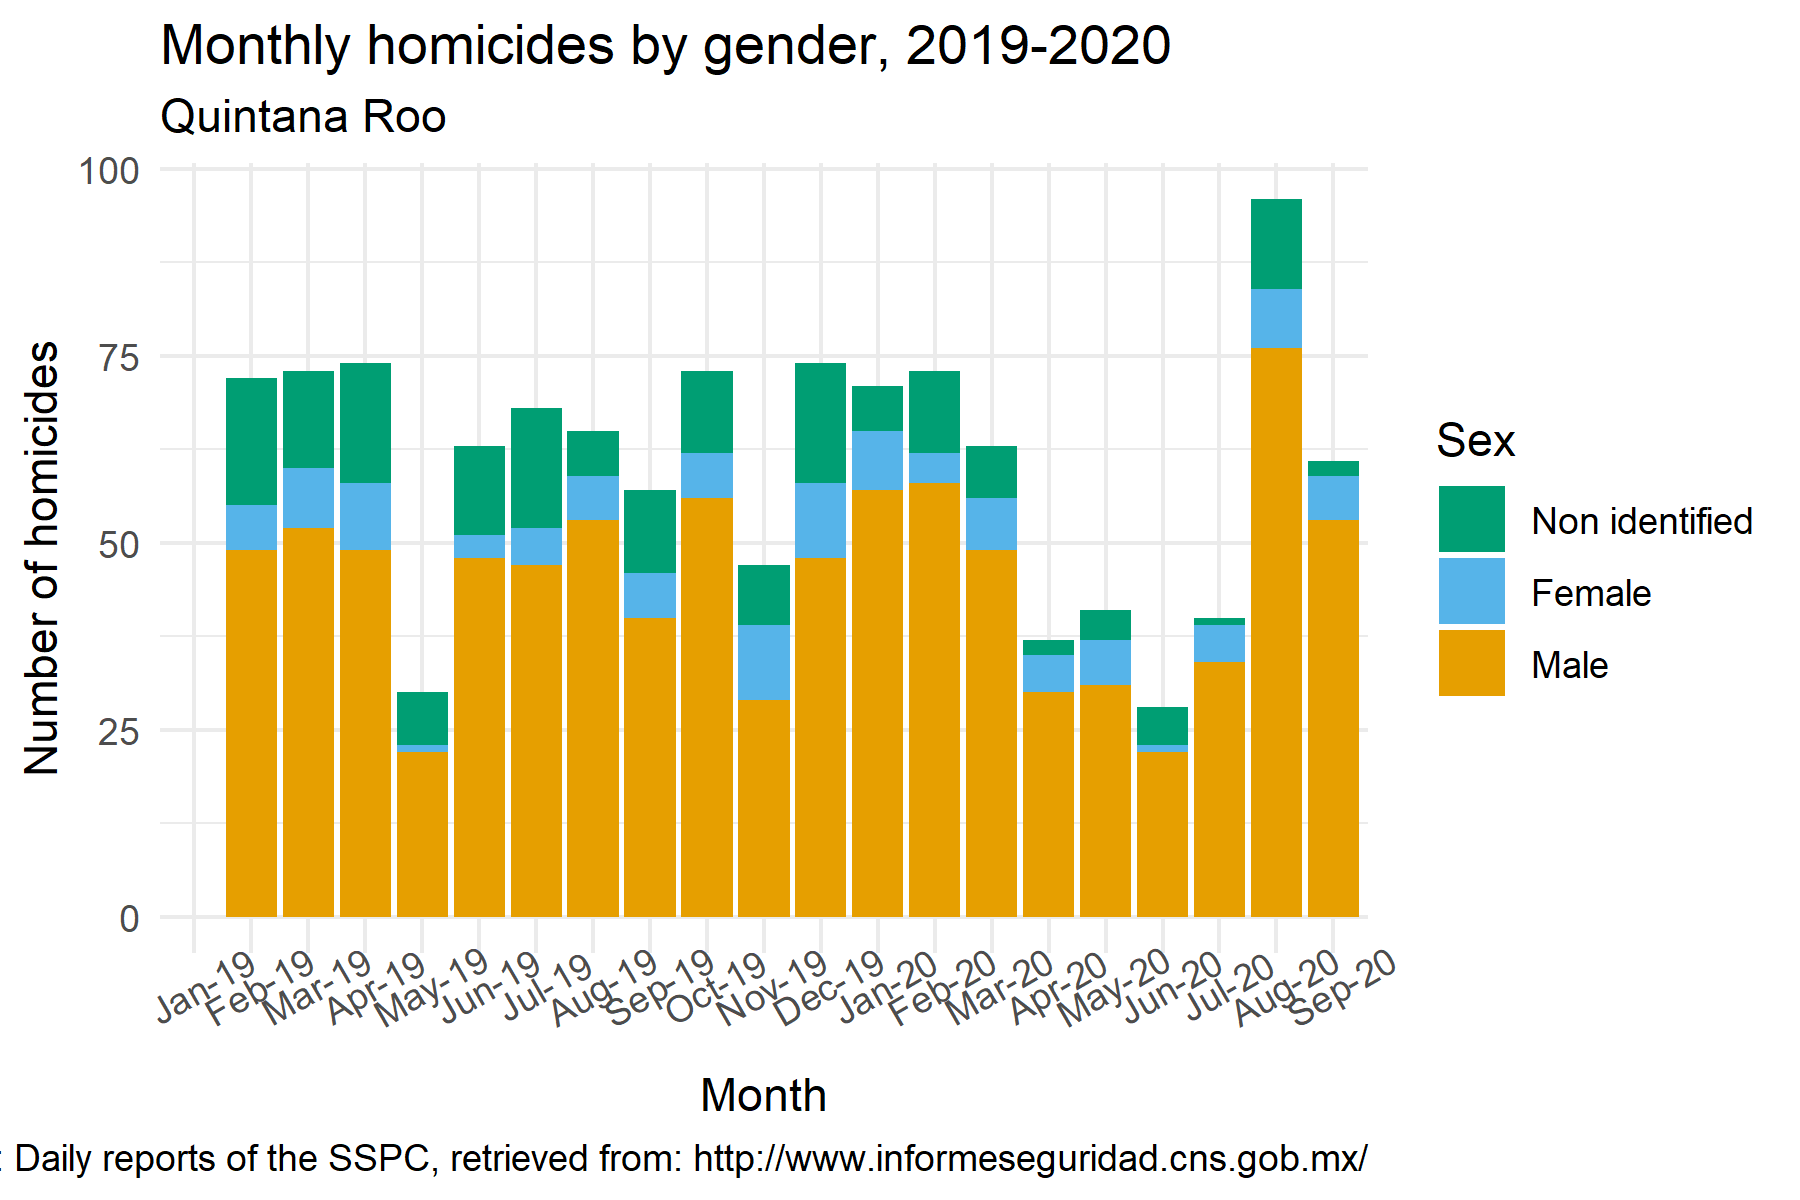 Monthly homicides by gender, 2019-2020
Quintana Roo
100
75
50
25
0
Number of homicides
Jan-19
Feb-19
Mar-19
Apr-19
May-19
Jun-19
Jul-19
Aug-19
Sep-19
Oct-19
Nov-19
Dec-19
Jan-20
Feb-20
Mar-20
Apr-20
May-20
Jun-20
Jul-20
Aug-20
Sep-20
Month
Sex
Non identified
Female
Male
: Daily reports of the SSPC, retrieved from: http://www.informeseguridad.cns.gob.mx/